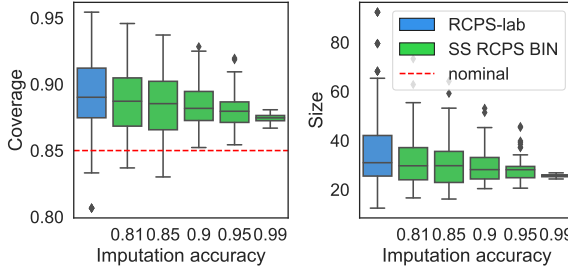 0.95
0.90
0.85
0.80
Coverage
0.81 0.85 0.9 0.95 0.99
Imputation accuracy
80
60
40
20
Size
RCPS-lab
SS RCPS BIN
nominal
0.81 0.85 0.9 0.95 0.99
Imputation accuracy